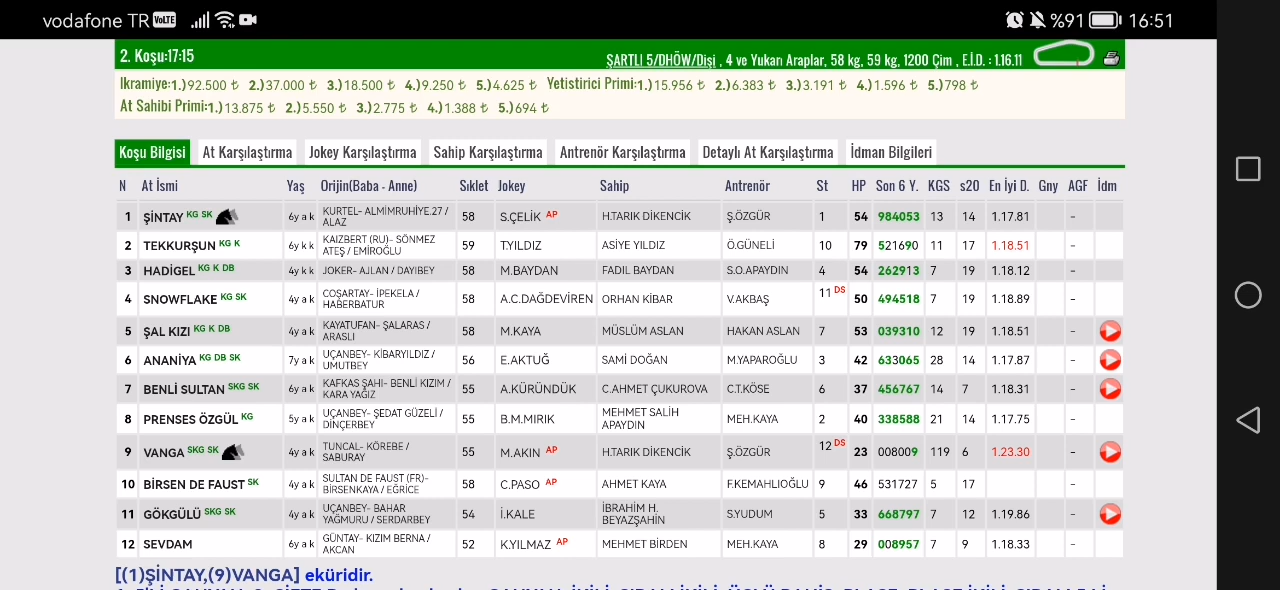 vodafone TR VoLTE %91 16:51
2. Koşu:17:15 ŞARTLI 5/DHÖW/Dişi , 4 ve Yukarı Araplar, 58 kg, 59 kg, 1200 Çim , E.İ.D. : 1.16.11
Ikramiye:1.)92.500 ₺ 2.)37.000 ₺ 3.)18.500 ₺ 4.)9.250 ₺ 5.)4.625 ₺ Yetistirici Primi:1.)15.956 ₺ 2.)6.383 ₺ 3.)3.191 ₺ 4.)1.596 ₺ 5.)798 ₺
At Sahibi Primi:1.)13.875 ₺ 2.)5.550 ₺ 3.)2.775 ₺ 4.)1.388 ₺ 5.)694 ₺
Koşu Bilgisi At Karşılaştırma Jokey Karşılaştırma Sahip Karşılaştırma Antrenör Karşılaştırma Detaylı At Karşılaştırma İdman Bilgileri
N At İsmi Yaş Orijin(Baba - Anne) Sıklet Jokey Sahip Antrenör St HP Son 6 Y. KGS s20 En İyi D. Gny AGF İdm
1 ŞİNTAY KG SK 6y a k KURTEL- ALMİMRUHİYE.27 / ALAZ 58 S.ÇELİK AP H.TARIK DİKENCİK Ş.ÖZGÜR 1 54 984053 13 14 1.17.81 -
2 TEKKURŞUN KG K 6y k k KAIZBERT (RU)- SÖNMEZ ATEŞ / EMİROĞLU 59 T.YILDIZ ASİYE YILDIZ Ö.GÜNELİ 10 79 521690 11 17 1.18.51 -
3 HADİGEL KG K DB 4y k k JOKER- AJLAN / DAYIBEY 58 M.BAYDAN FADIL BAYDAN S.O.APAYDIN 4 54 262913 7 19 1.18.12 -
4 SNOWFLAKE KG SK 4y a k COŞARTAY- İPEKELA / HABERBATUR 58 A.C.DAĞDEVİREN ORHAN KİBAR V.AKBAŞ 11 DS 50 494518 7 19 1.18.89 -
5 ŞAL KIZI KG K DB 4y a k KAYATUFAN- ŞALARAS / ARASLI 58 M.KAYA MÜSLÜM ASLAN HAKAN ASLAN 7 53 039310 12 19 1.18.51 -
6 ANANİYA KG DB SK 7y a k UÇANBEY- KİBARYILDIZ / UMUTBEY 56 E.AKTUĞ SAMİ DOĞAN M.YAPAROĞLU 3 42 633065 28 14 1.17.87 -
7 BENLİ SULTAN SKG SK 6y a k KAFKAS ŞAHI- BENLİ KIZIM / KARA YAĞIZ 55 A.KÜRÜNDÜK C.AHMET ÇUKUROVA C.T.KÖSE 6 37 456767 14 7 1.18.31 -
8 PRENSES ÖZGÜL KG 5y a k UÇANBEY- ŞEDAT GÜZELİ / DİNÇERBEY 55 B.M.MIRIK MEHMET SALİH APAYDIN MEH.KAYA 2 40 338588 21 14 1.17.75 -
9 VANGA SKG SK 4y a k TUNCAL- KÖREBE / SABURAY 55 M.AKIN AP H.TARIK DİKENCİK Ş.ÖZGÜR 12 DS 23 008009 119 6 1.23.30 -
10 BİRSEN DE FAUST SK 4y a k SULTAN DE FAUST (FR)- BİRSENKAYA / EĞRİCE 58 C.PASO AP AHMET KAYA F.KEMAHLIOĞLU 9 46 531727 5 17 -
11 GÖKGÜLÜ SKG SK 4y a k UÇANBEY- BAHAR YAĞMURU / SERDARBEY 54 İ.KALE İBRAHİM H. BEYAZŞAHİN S.YUDUM 5 33 668797 7 12 1.19.86 -
12 SEVDAM 6y a k GÜNTAY- KIZIM BERNA / AKCAN 52 K.YILMAZ AP MEHMET BİRDEN MEH.KAYA 8 29 008957 7 9 1.18.33 -
[(1)ŞİNTAY,(9)VANGA] eküridir.